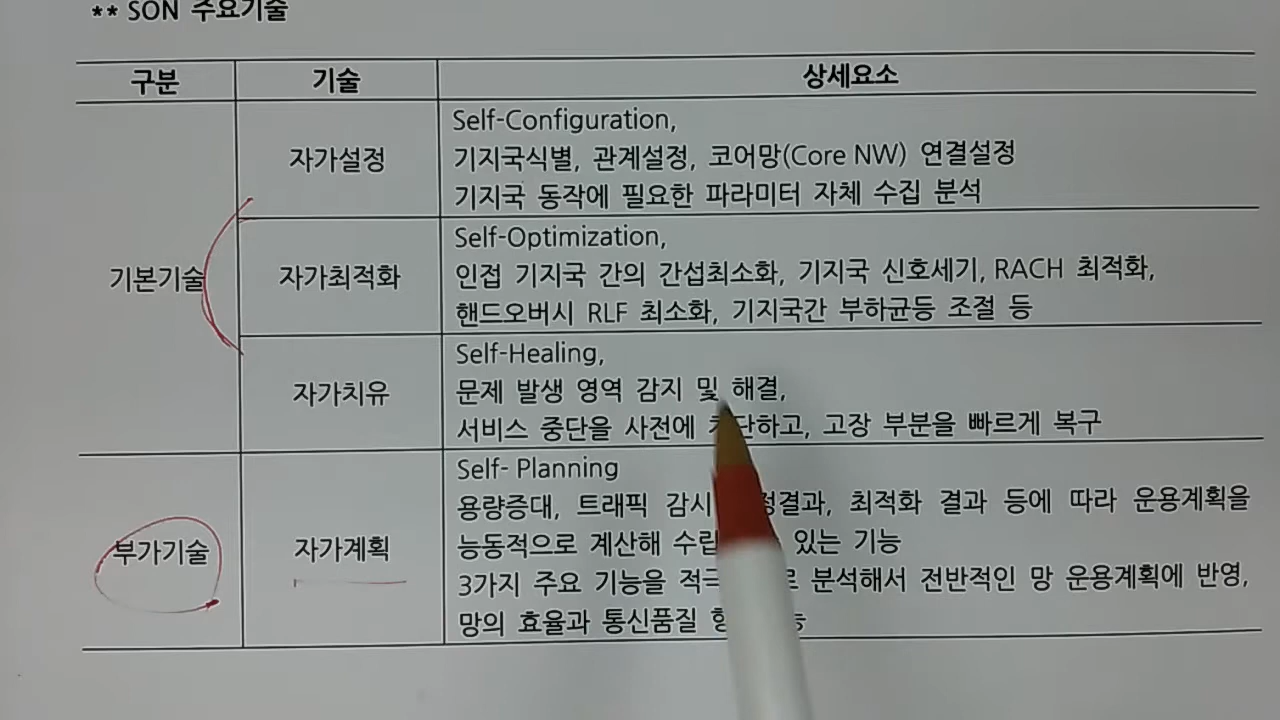 ** SON 주요기술
구분 기술 상세요소
기본기술
자가설정
Self-Configuration,
기지국식별, 관계설정, 코어망(Core NW) 연결설정
기지국 동작에 필요한 파라미터 자체 수집 분석
자가최적화
Self-Optimization,
인접 기지국 간의 간섭최소화, 기지국 신호세기, RACH 최적화,
핸드오버시 RLF 최소화, 기지국간 부하균등 조절 등
자가치유
Self-Healing,
문제 발생 영역 감지 및 해결,
서비스 중단을 사전에 고장 부분을 빠르게 복구
부가기술
자가계획
Self- Planning
용량증대, 트래픽 감시 최적화 결과 등에 따라 운용계획을
능동적으로 계산해 있는 기능
3가지 주요 기능을 분석해서 전반적인 망 운용계획에 반영,
망의 효율과 통신품질